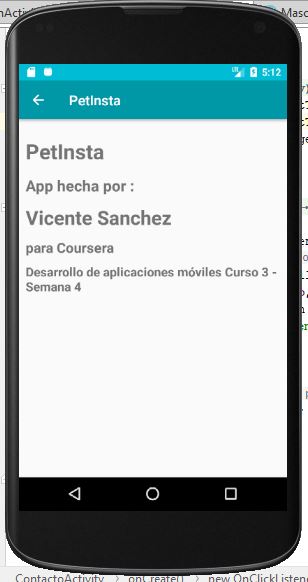 Masc
5:12
PetInsta
PetInsta
App hecha por :
Vicente Sanchez
para Coursera
Desarrollo de aplicaciones móviles Curso 3 -
Semana 4
ContactoActivity
onCreate()
new OnClickListen